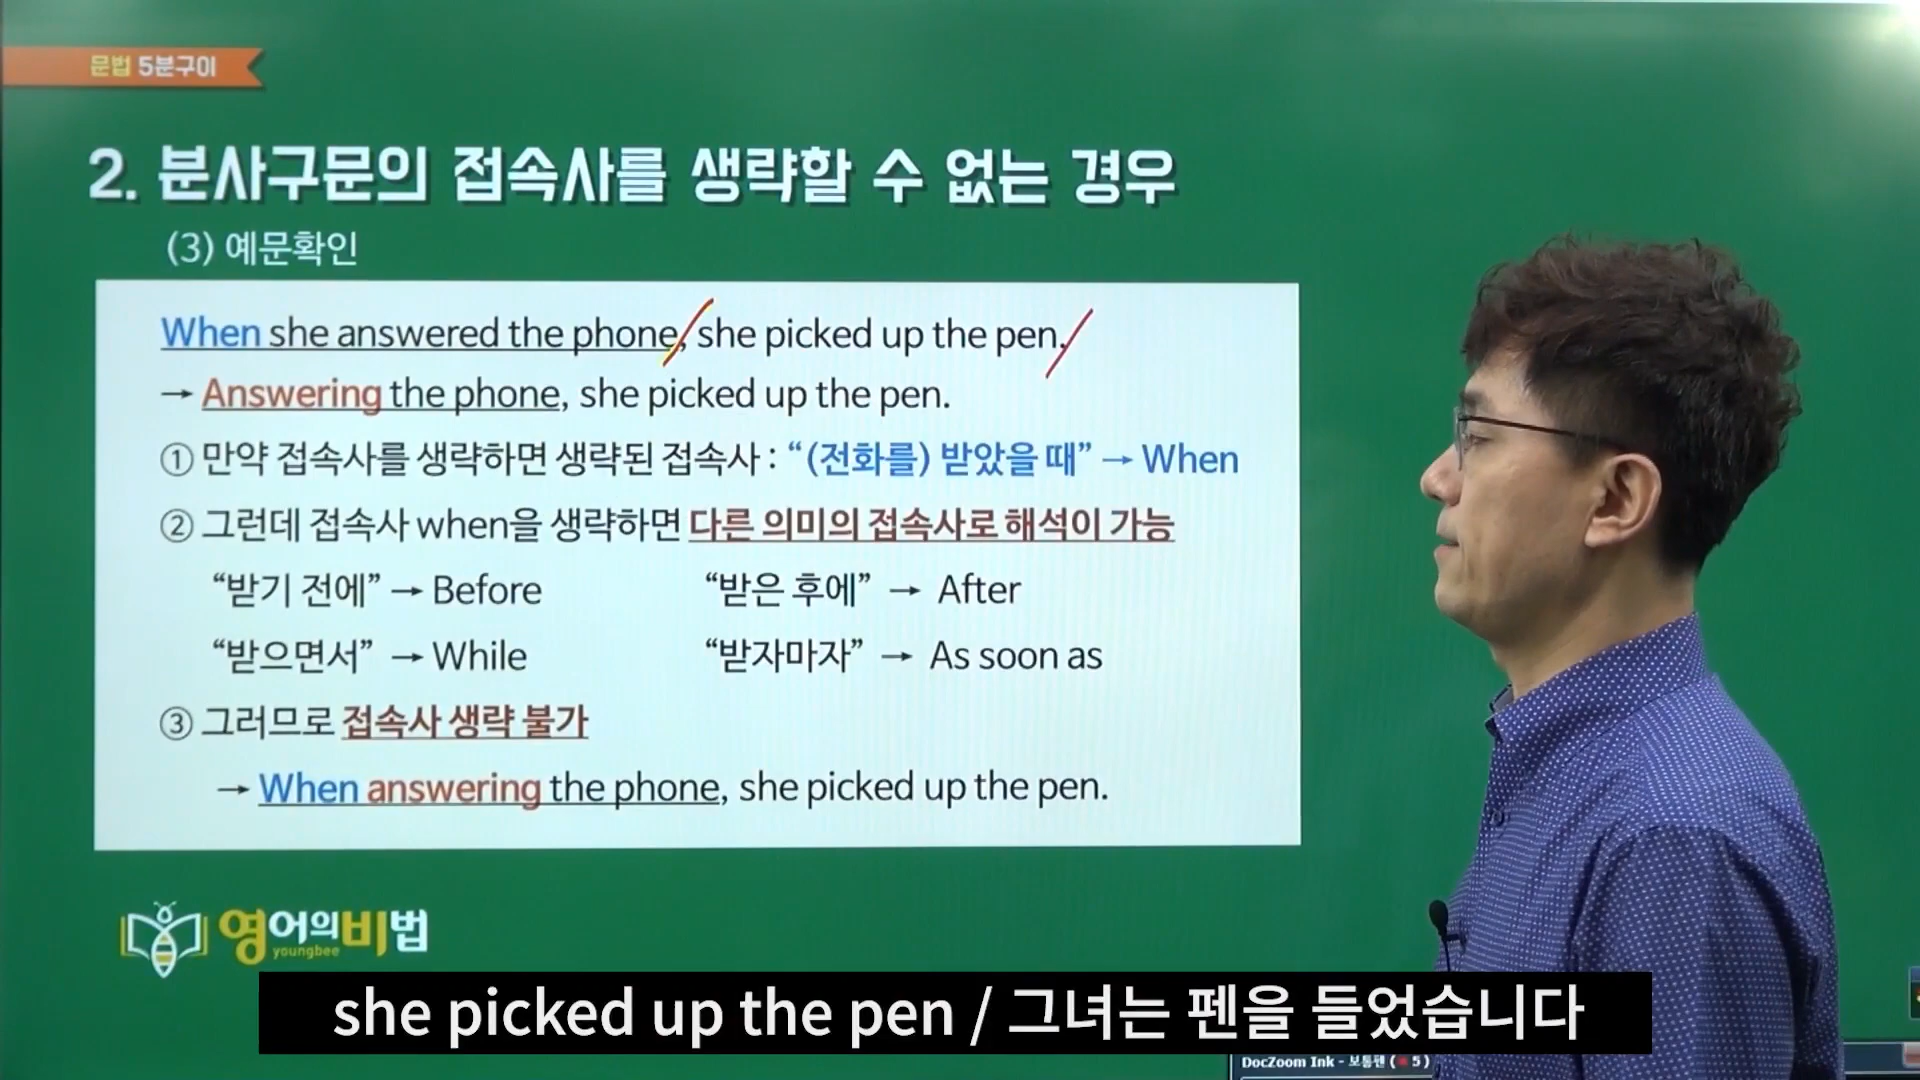 문법 5분구이
2. 분사구문의 접속사를 생략할 수 없는 경우
(3) 예문확인
When she answered the phone, she picked up the pen.
→ Answering the phone, she picked up the pen.
① 만약 접속사를 생략하면 생략된 접속사 : “(전화를) 받았을 때” → When
② 그런데 접속사 when을 생략하면 다른 의미의 접속사로 해석이 가능
“받기 전에” → Before “받은 후에” → After
“받으면서” → While “받자마자” → As soon as
③ 그러므로 접속사 생략 불가
→ When answering the phone, she picked up the pen.
영어의비법
youngbee
she picked up the pen / 그녀는 펜을 들었습니다
DocZoom Ink - 보통펜 ( 5 )